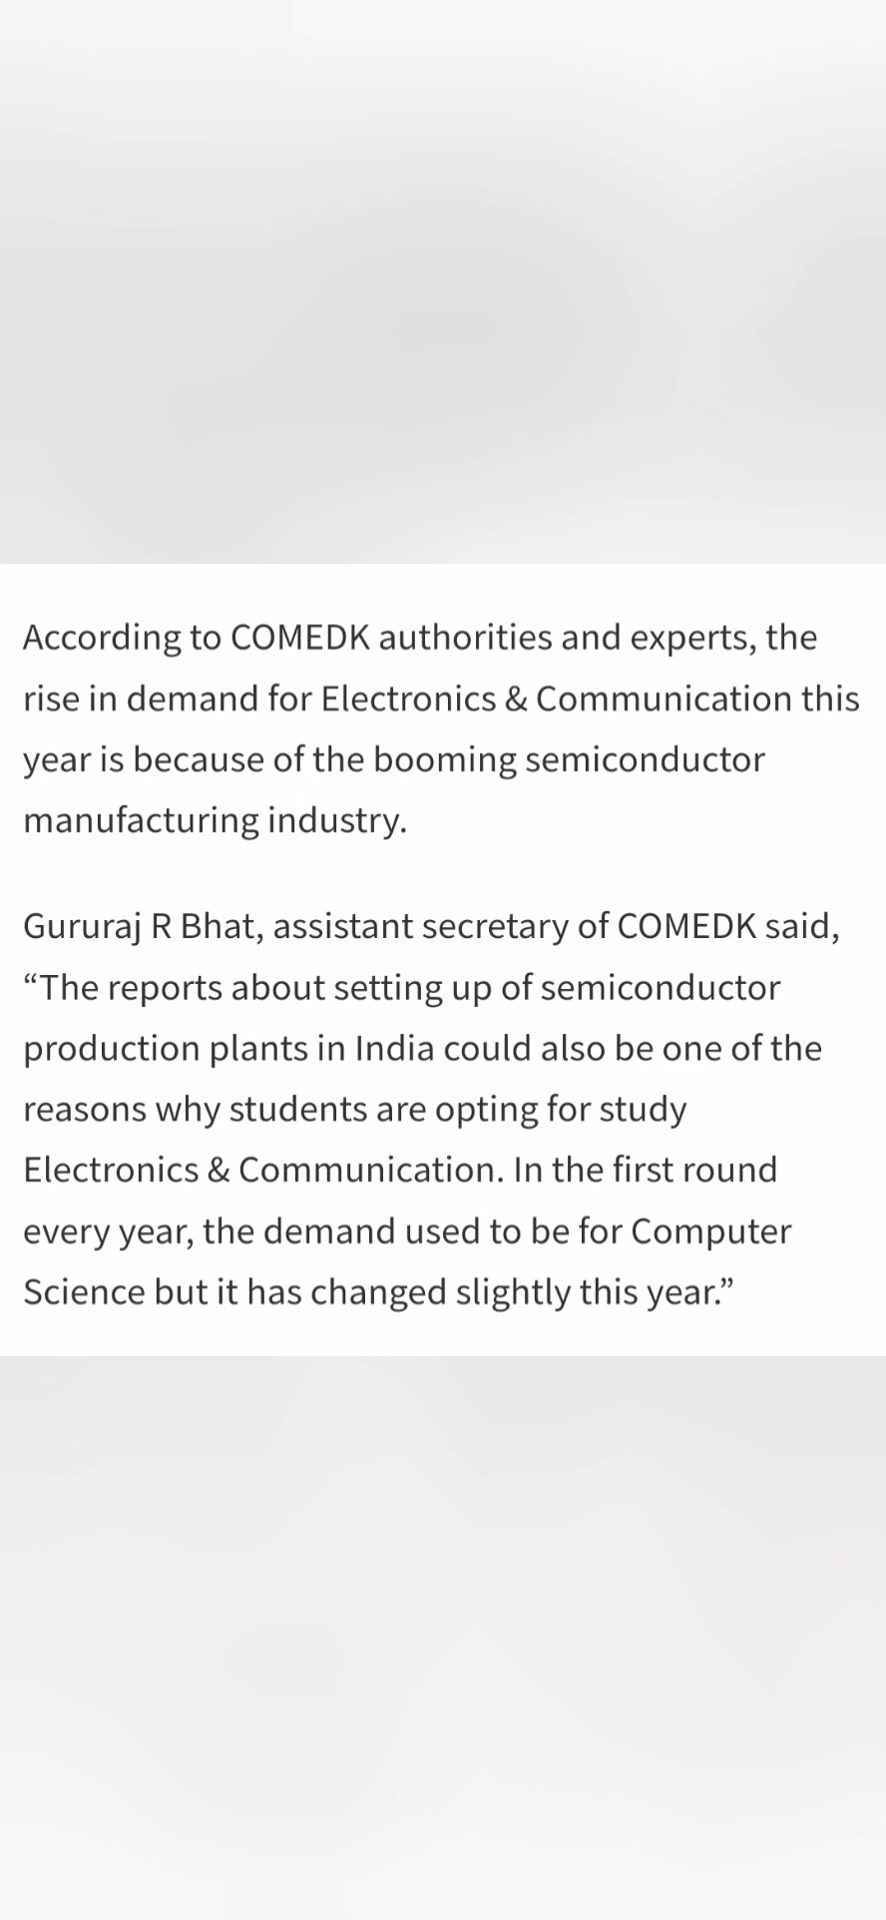 According to COMEDK authorities and experts, the
rise in demand for Electronics & Communication this
year is because of the booming semiconductor
manufacturing industry.
Gururaj R Bhat, assistant secretary of COMEDK said,
“The reports about setting up of semiconductor
production plants in India could also be one of the
reasons why students are opting for study
Electronics & Communication. In the first round
every year, the demand used to be for Computer
Science but it has changed slightly this year.”